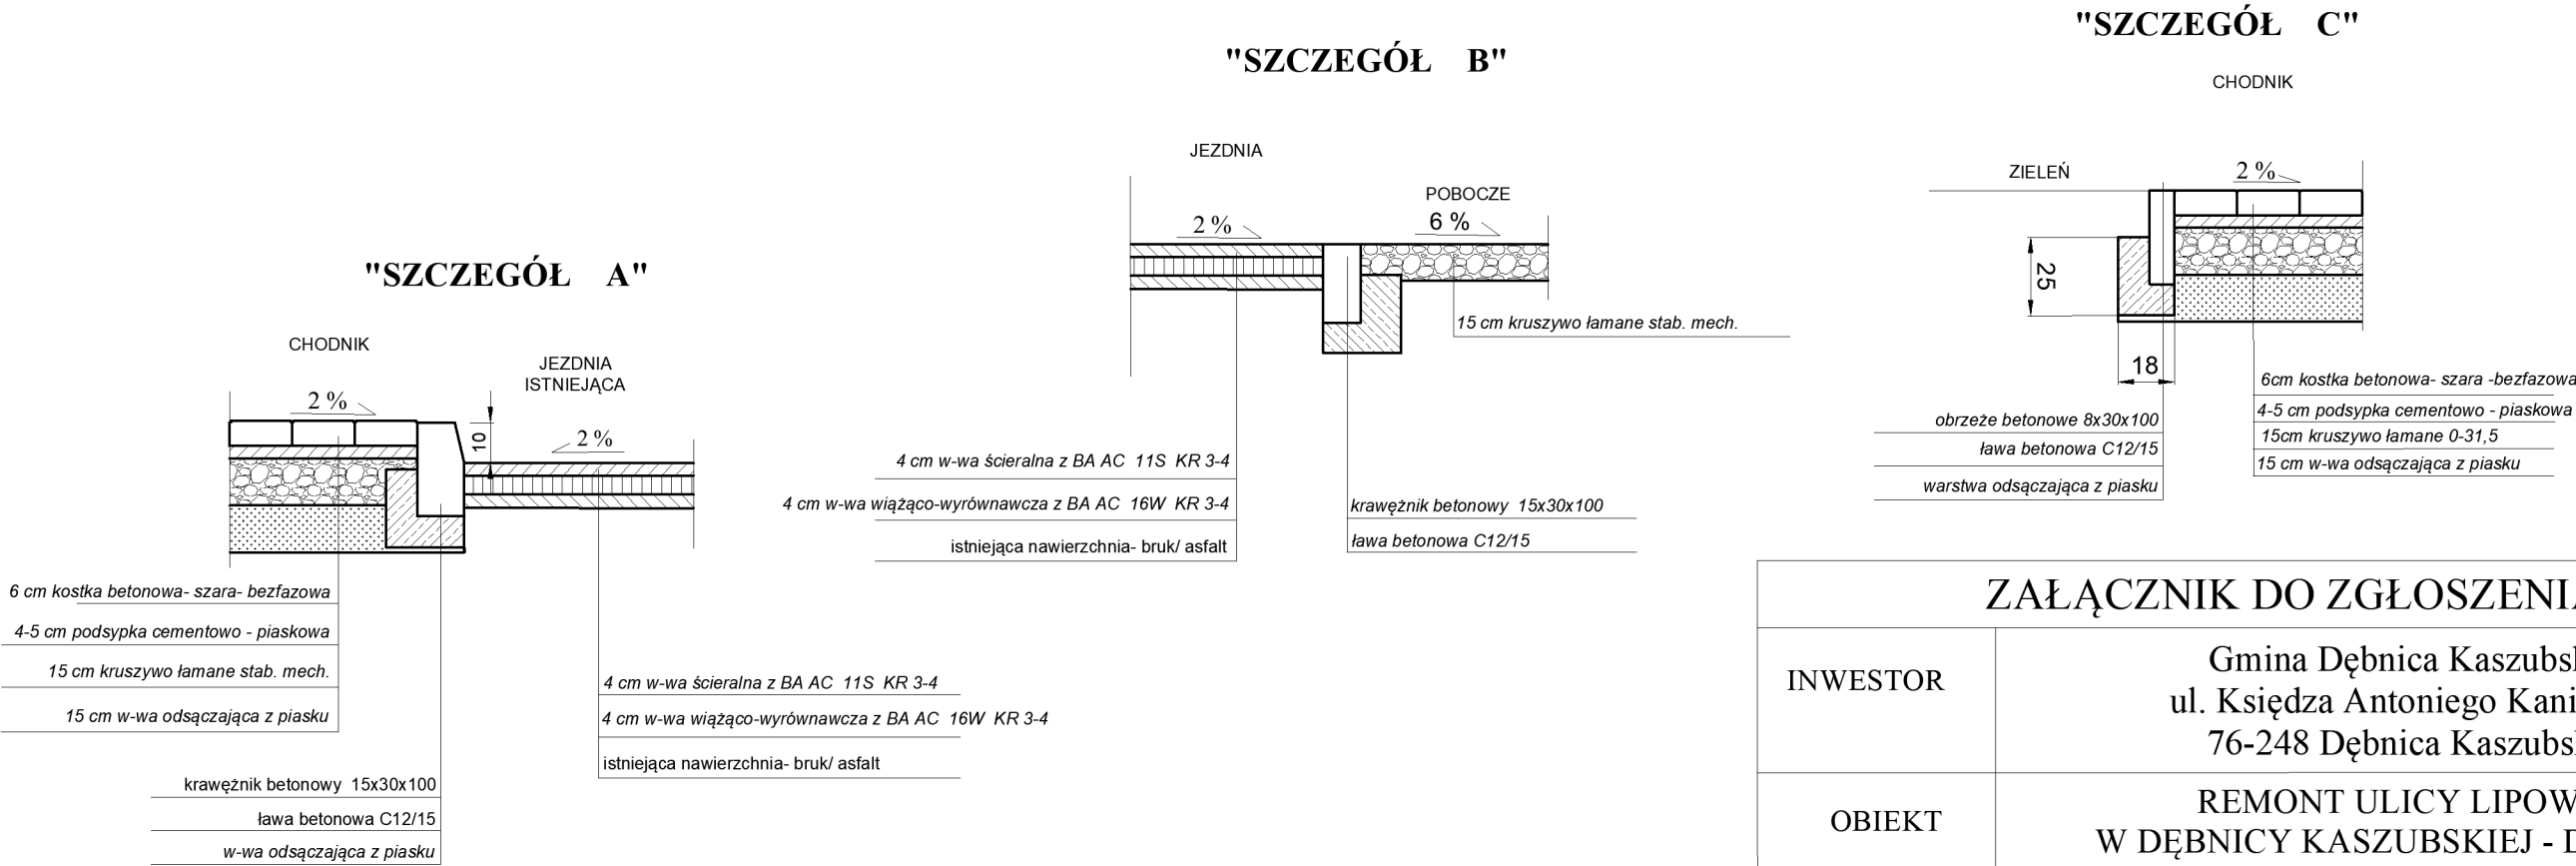 "SZCZEGÓŁ A"
CHODNIK
JEZDNIA
ISTNIEJĄCA
2 %
10
2 %
6 cm kostka betonowa- szara- bezfazowa
4-5 cm podsypka cementowo - piaskowa
15 cm kruszywo łamane stab. mech.
15 cm w-wa odsączająca z piasku
krawężnik betonowy 15x30x100
ława betonowa C12/15
w-wa odsączająca z piasku
4 cm w-wa ścieralna z BA AC 11S KR 3-4
4 cm w-wa wiążąco-wyrównawcza z BA AC 16W KR 3-4
istniejąca nawierzchnia- bruk/ asfalt
"SZCZEGÓŁ B"
JEZDNIA
POBOCZE
2 %
6 %
15 cm kruszywo łamane stab. mech.
4 cm w-wa ścieralna z BA AC 11S KR 3-4
4 cm w-wa wiążąco-wyrównawcza z BA AC 16W KR 3-4
istniejąca nawierzchnia- bruk/ asfalt
krawężnik betonowy 15x30x100
ława betonowa C12/15
"SZCZEGÓŁ C"
CHODNIK
ZIELEŃ
2 %
25
18
obrzeże betonowe 8x30x100
ława betonowa C12/15
warstwa odsączająca z piasku
6cm kostka betonowa- szara -bezfazowa
4-5 cm podsypka cementowo - piaskowa
15cm kruszywo łamane 0-31,5
15 cm w-wa odsączająca z piasku
ZAŁĄCZNIK DO ZGŁOSZENI
INWESTOR
Gmina Dębnica Kaszubs
ul. Księdza Antoniego Kani
76-248 Dębnica Kaszubs
OBIEKT
REMONT ULICY LIPOW
W DĘBNICY KASZUBSKIEJ -